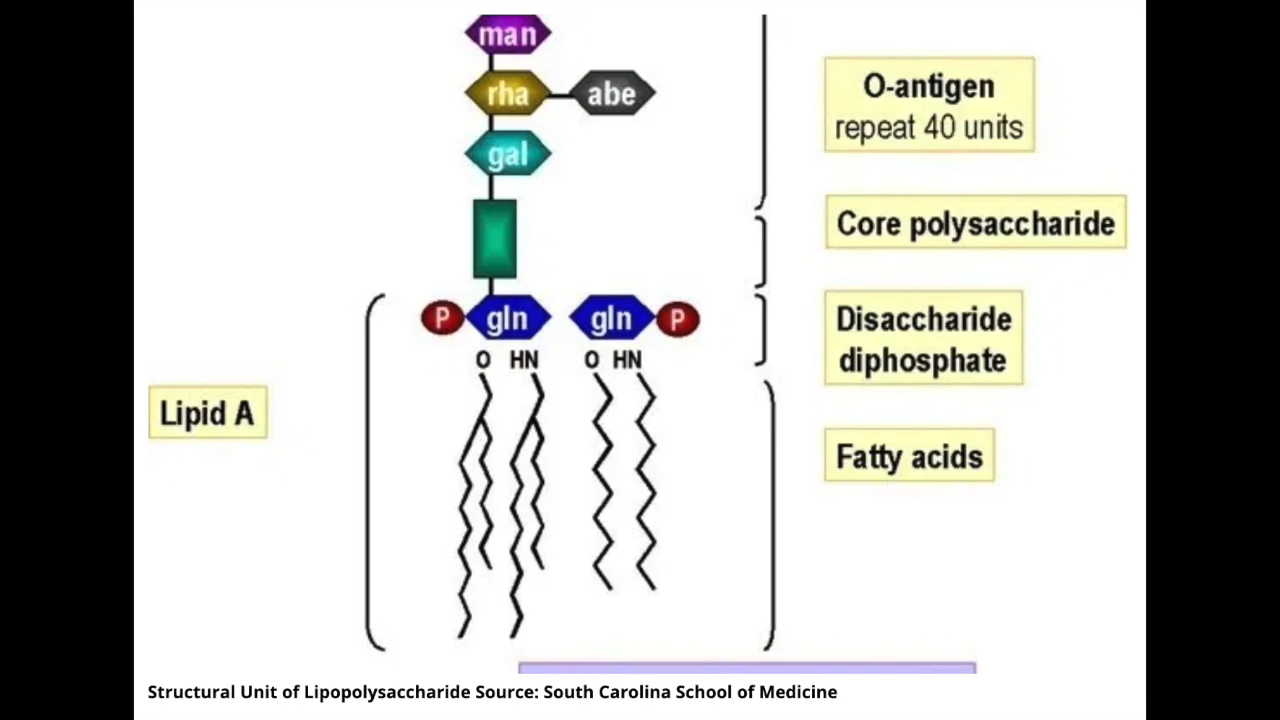 man
rha
abe
gal
O-antigen
repeat 40 units
Core polysaccharide
P
gln
gln
P
Disaccharide
diphosphate
O
HN
O
HN
Lipid A
Fatty acids
Structural Unit of Lipopolysaccharide Source: South Carolina School of Medicine